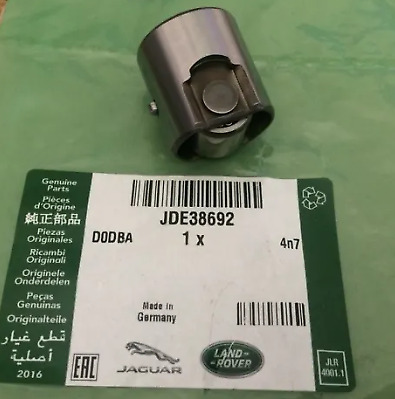 Genuine
Parts
Pièces
d'Origine
純正部品
Piezas
Originales
Ricambi
Originali
Originele
Onderdelen
Peças
Genuinas
Originalteile
قطع غيار
أصلية
2016
JDE38692
D0DBA
1 x
4n7
Made in
Germany
EAC
JAGUAR
LAND-
ROVER
JLR
4001.1